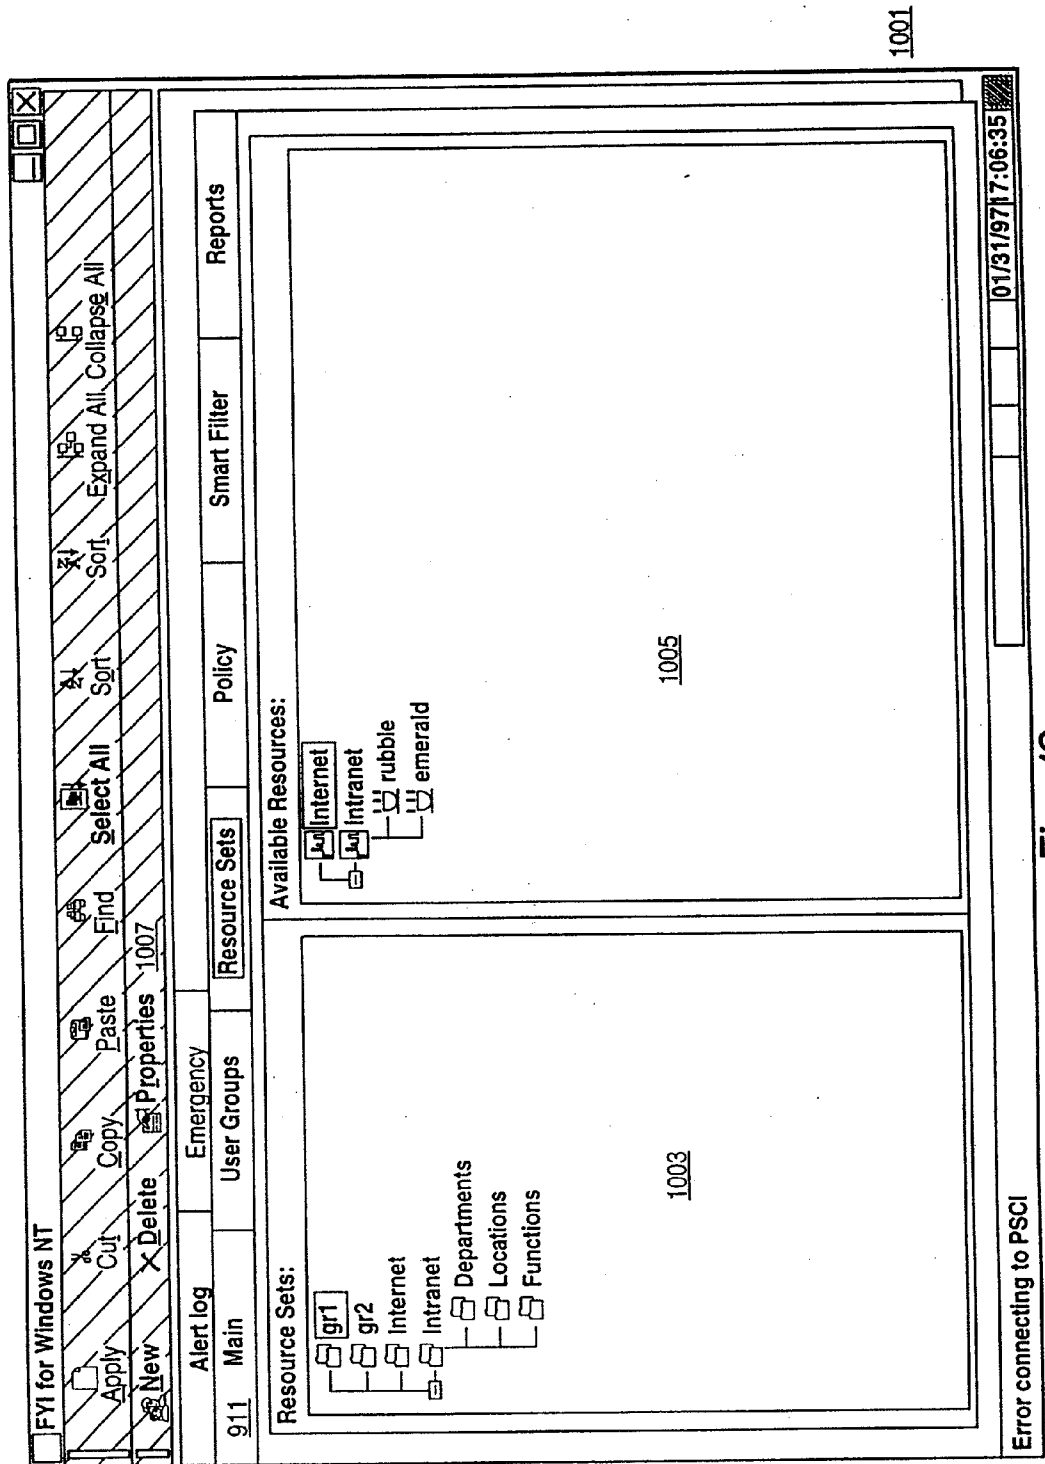 FYI for Windows NT
Apply Cut Copy Paste Find Select All Sort Sort Expand All Collapse All
New Delete Properties 1007
Alert log Emergency
911 Main User Groups Resource Sets Policy Smart Filter Reports
Resource Sets:
gr1
gr2
Internet
Intranet
Departments
Locations
Functions
1003
Available Resources:
Internet
Intranet
rubble
emerald
1005
Error connecting to PSCI
01/31/97 17:06:35
1001